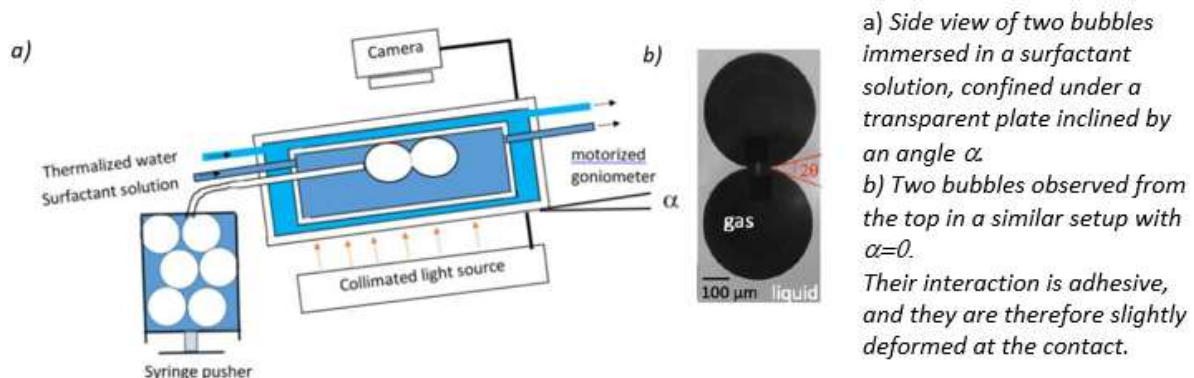 a)
Camera
Thermalized water
Surfactant solution
motorized
goniometer
α
Collimated light source
Syringe pusher
b)
2θ
gas
100 µm
liquid
a) Side view of two bubbles
immersed in a surfactant
solution, confined under a
transparent plate inclined by
an angle α.
b) Two bubbles observed from
the top in a similar setup with
α=0.
Their interaction is adhesive,
and they are therefore slightly
deformed at the contact.